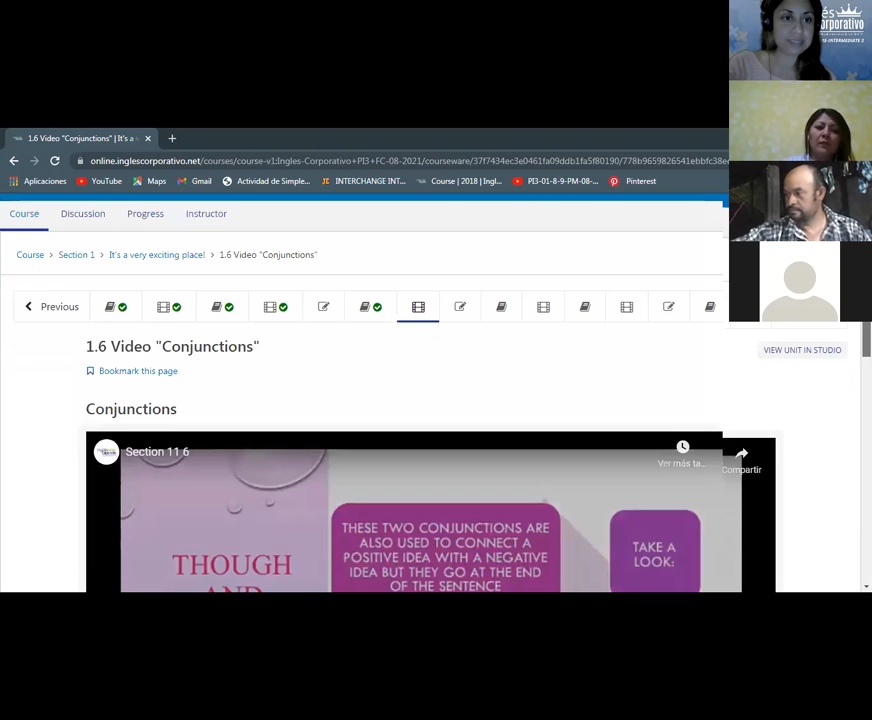 1.6 Video "Conjunctions" | It's a
online.inglescorporativo.net/courses/course-v1:Ingles-Corporativo+PI3+FC-08-2021/courseware/37f7434ec3e0461fa09ddb1fa5f80190/778b9659826541ebbfc38e
Aplicaciones YouTube Maps Gmail Actividad de Simple... INTERCHANGE INT... Course | 2018 | Ingl... PI3-01-8-9-PM-08-... Pinterest
Course Discussion Progress Instructor
Course > Section 1 > It's a very exciting place! > 1.6 Video "Conjunctions"
Previous
1.6 Video "Conjunctions"
VIEW UNIT IN STUDIO
Bookmark this page
Conjunctions
Section 11 6
Ver más ta...
Compartir
THOUGH
AND
THESE TWO CONJUNCTIONS ARE
ALSO USED TO CONNECT A
POSITIVE IDEA WITH A NEGATIVE
IDEA BUT THEY GO AT THE END
OF THE SENTENCE
TAKE A
LOOK: